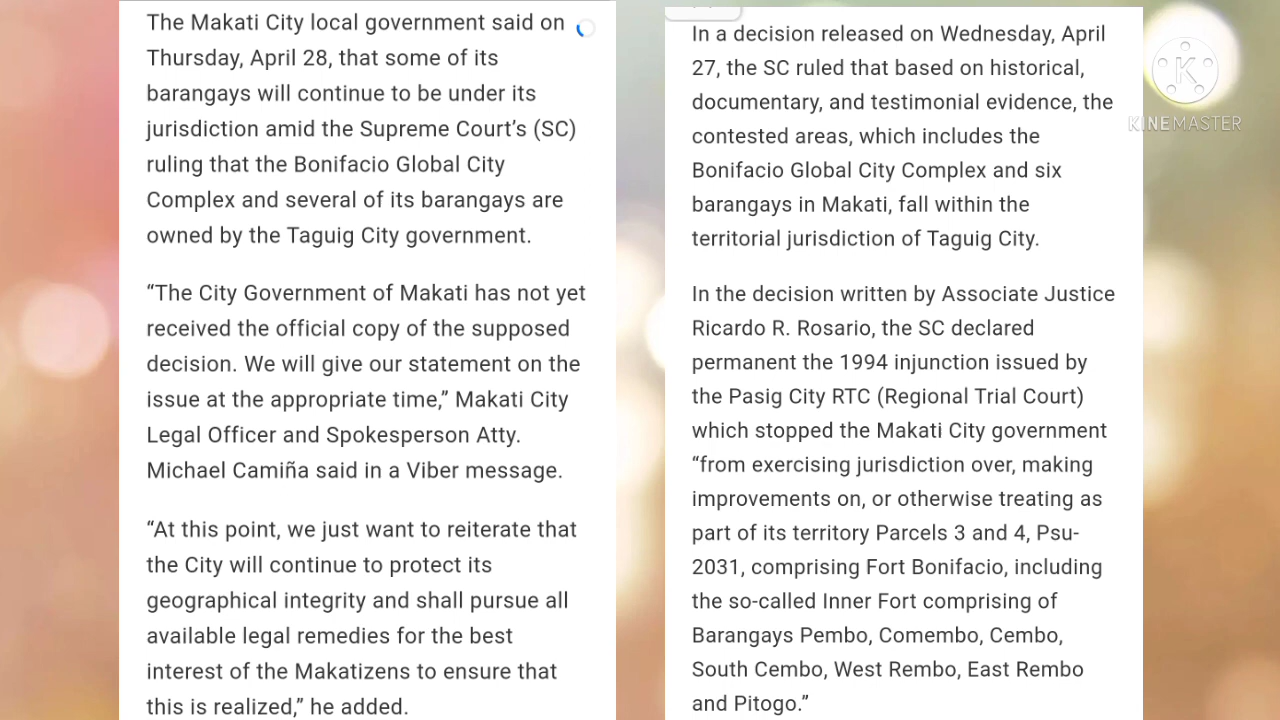 The Makati City local government said on
Thursday, April 28, that some of its
barangays will continue to be under its
jurisdiction amid the Supreme Court’s (SC)
ruling that the Bonifacio Global City
Complex and several of its barangays are
owned by the Taguig City government.
“The City Government of Makati has not yet
received the official copy of the supposed
decision. We will give our statement on the
issue at the appropriate time,” Makati City
Legal Officer and Spokesperson Atty.
Michael Camiña said in a Viber message.
“At this point, we just want to reiterate that
the City will continue to protect its
geographical integrity and shall pursue all
available legal remedies for the best
interest of the Makatizens to ensure that
this is realized,” he added.
In a decision released on Wednesday, April
27, the SC ruled that based on historical,
documentary, and testimonial evidence, the
contested areas, which includes the
Bonifacio Global City Complex and six
barangays in Makati, fall within the
territorial jurisdiction of Taguig City.
In the decision written by Associate Justice
Ricardo R. Rosario, the SC declared
permanent the 1994 injunction issued by
the Pasig City RTC (Regional Trial Court)
which stopped the Makati City government
“from exercising jurisdiction over, making
improvements on, or otherwise treating as
part of its territory Parcels 3 and 4, Psu-
2031, comprising Fort Bonifacio, including
the so-called Inner Fort comprising of
Barangays Pembo, Comembo, Cembo,
South Cembo, West Rembo, East Rembo
and Pitogo.”
K
KINEMASTER